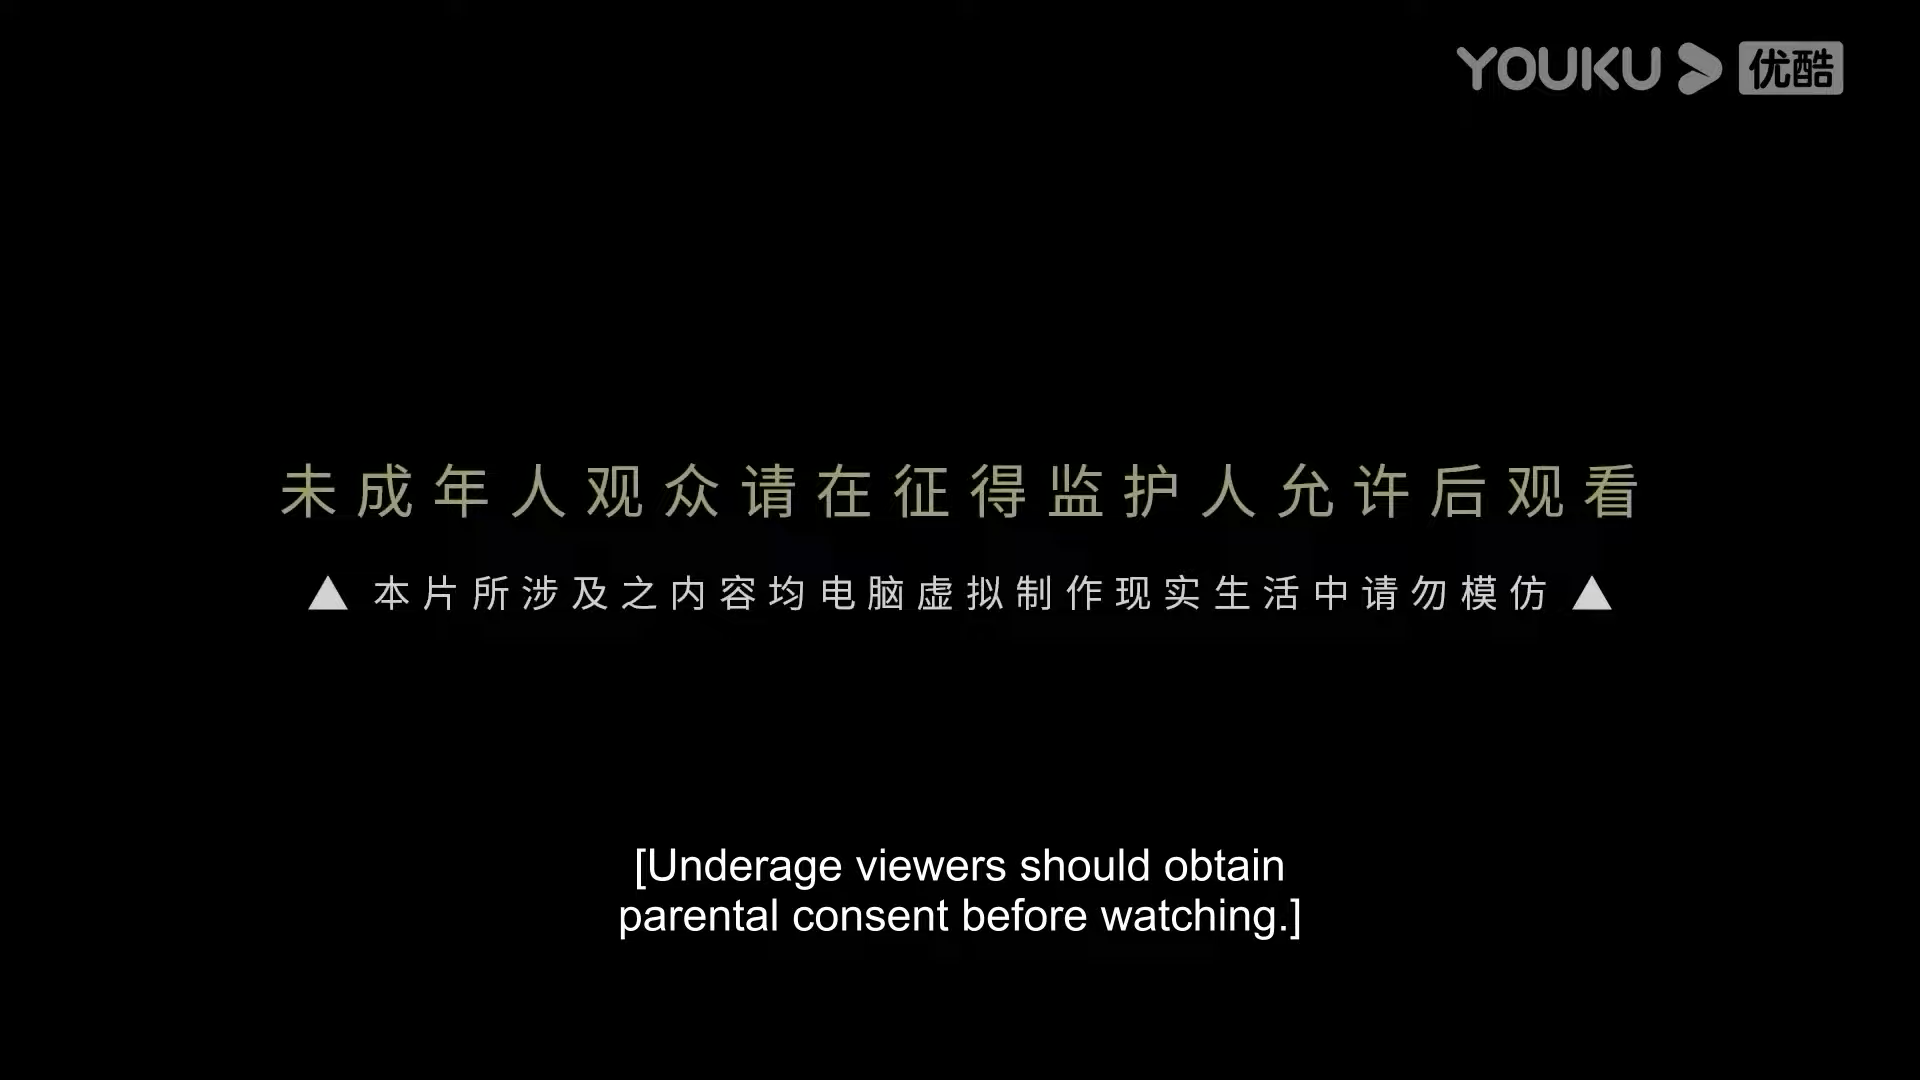 YOUKU 优酷
未成年人观众请在征得监护人允许后观看
▲ 本片所涉及之内容均电脑虚拟制作现实生活中请勿模仿 ▲
[Underage viewers should obtain
parental consent before watching.]